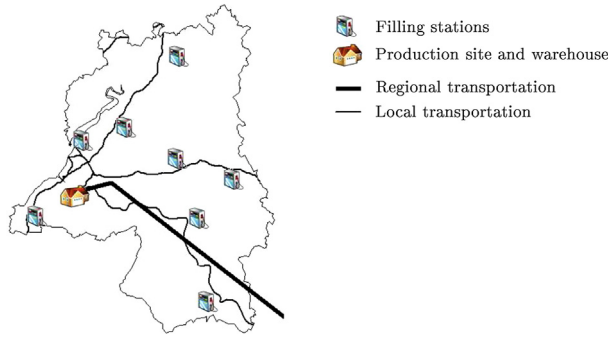 Filling stations
Production site and warehouse
Regional transportation
Local transportation